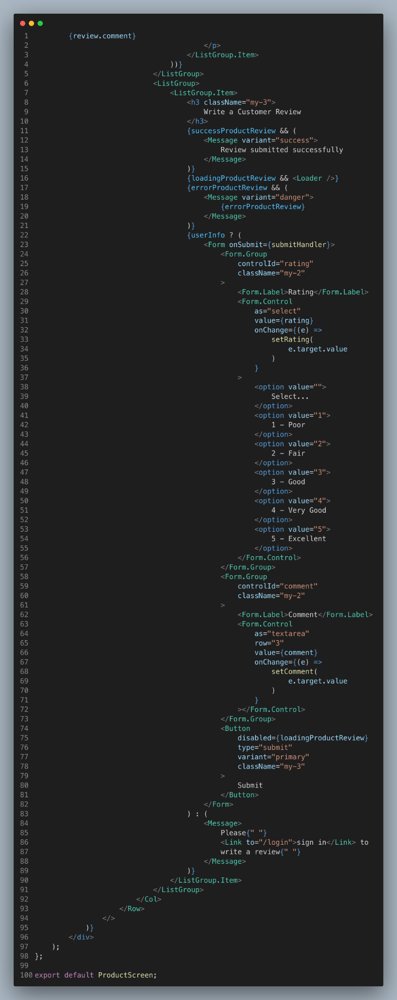 1 {review.comment}
2 </p>
3 </ListGroup.Item>
4 ))}
5 </ListGroup>
6 <ListGroup>
7 <ListGroup.Item>
8 <h3 className="my-3">
9 Write a Customer Review
10 </h3>
11 {successProductReview && (
12 <Message variant="success">
13 Review submitted successfully
14 </Message>
15 )}
16 {loadingProductReview && <Loader />}
17 {errorProductReview && (
18 <Message variant="danger">
19 {errorProductReview}
20 </Message>
21 )}
22 {userInfo ? (
23 <Form onSubmit={submitHandler}>
24 <Form.Group
25 controlId="rating"
26 className="my-2"
27 >
28 <Form.Label>Rating</Form.Label>
29 <Form.Control
30 as="select"
31 value={rating}
32 onChange={(e) =>
33 setRating(
34 e.target.value
35 )
36 }
37 >
38 <option value="">
39 Select...
40 </option>
41 <option value="1">
42 1 - Poor
43 </option>
44 <option value="2">
45 2 - Fair
46 </option>
47 <option value="3">
48 3 - Good
49 </option>
50 <option value="4">
51 4 - Very Good
52 </option>
53 <option value="5">
54 5 - Excellent
55 </option>
56 </Form.Control>
57 </Form.Group>
58 <Form.Group
59 controlId="comment"
60 className="my-2"
61 >
62 <Form.Label>Comment</Form.Label>
63 <Form.Control
64 as="textarea"
65 row="3"
66 value={comment}
67 onChange={(e) =>
68 setComment(
69 e.target.value
70 )
71 }
72 ></Form.Control>
73 </Form.Group>
74 <Button
75 disabled={loadingProductReview}
76 type="submit"
77 variant="primary"
78 className="my-3"
79 >
80 Submit
81 </Button>
82 </Form>
83 ) : (
84 <Message>
85 Please{" "}
86 <Link to="/login">sign in</Link> to
87 write a review{" "}
88 </Message>
89 )}
90 </ListGroup.Item>
91 </ListGroup>
92 </Col>
93 </Row>
94 </>
95 )}
96 </div>
97 );
98 };
99
100 export default ProductScreen;